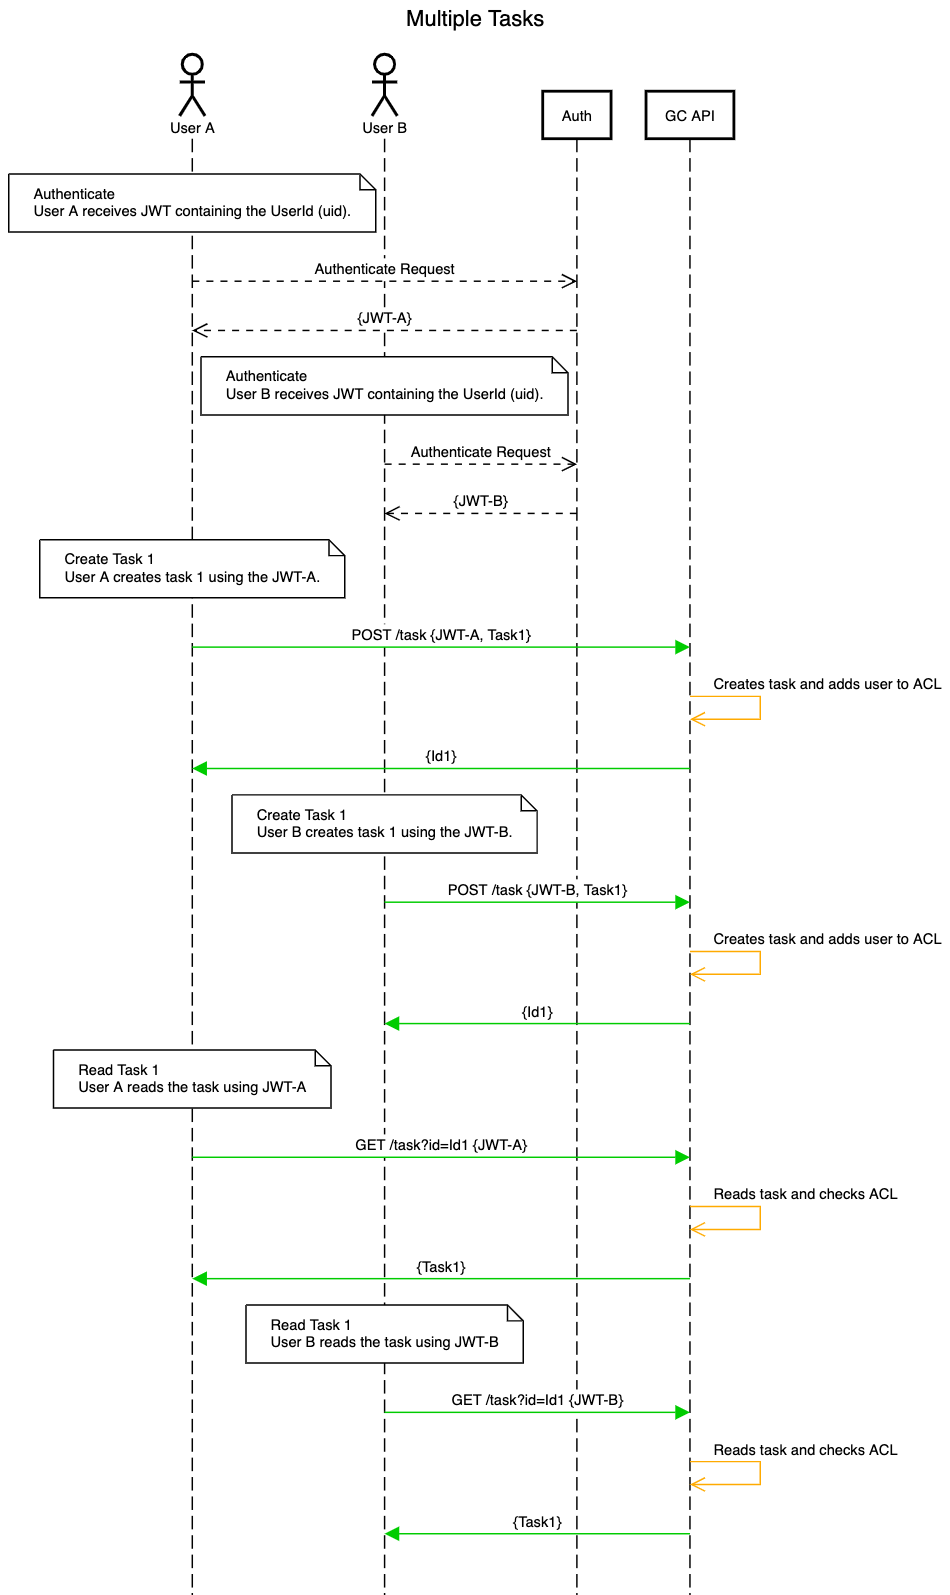 Multiple Tasks
User A
User B
Auth
GC API
Authenticate
User A receives JWT containing the UserId (uid).
Authenticate Request
{JWT-A}
Authenticate
User B receives JWT containing the UserId (uid).
Authenticate Request
{JWT-B}
Create Task 1
User A creates task 1 using the JWT-A.
POST /task {JWT-A, Task1}
Creates task and adds user to ACL
{Id1}
Create Task 1
User B creates task 1 using the JWT-B.
POST /task {JWT-B, Task1}
Creates task and adds user to ACL
{Id1}
Read Task 1
User A reads the task using JWT-A
GET /task?id=Id1 {JWT-A}
Reads task and checks ACL
{Task1}
Read Task 1
User B reads the task using JWT-B
GET /task?id=Id1 {JWT-B}
Reads task and checks ACL
{Task1}